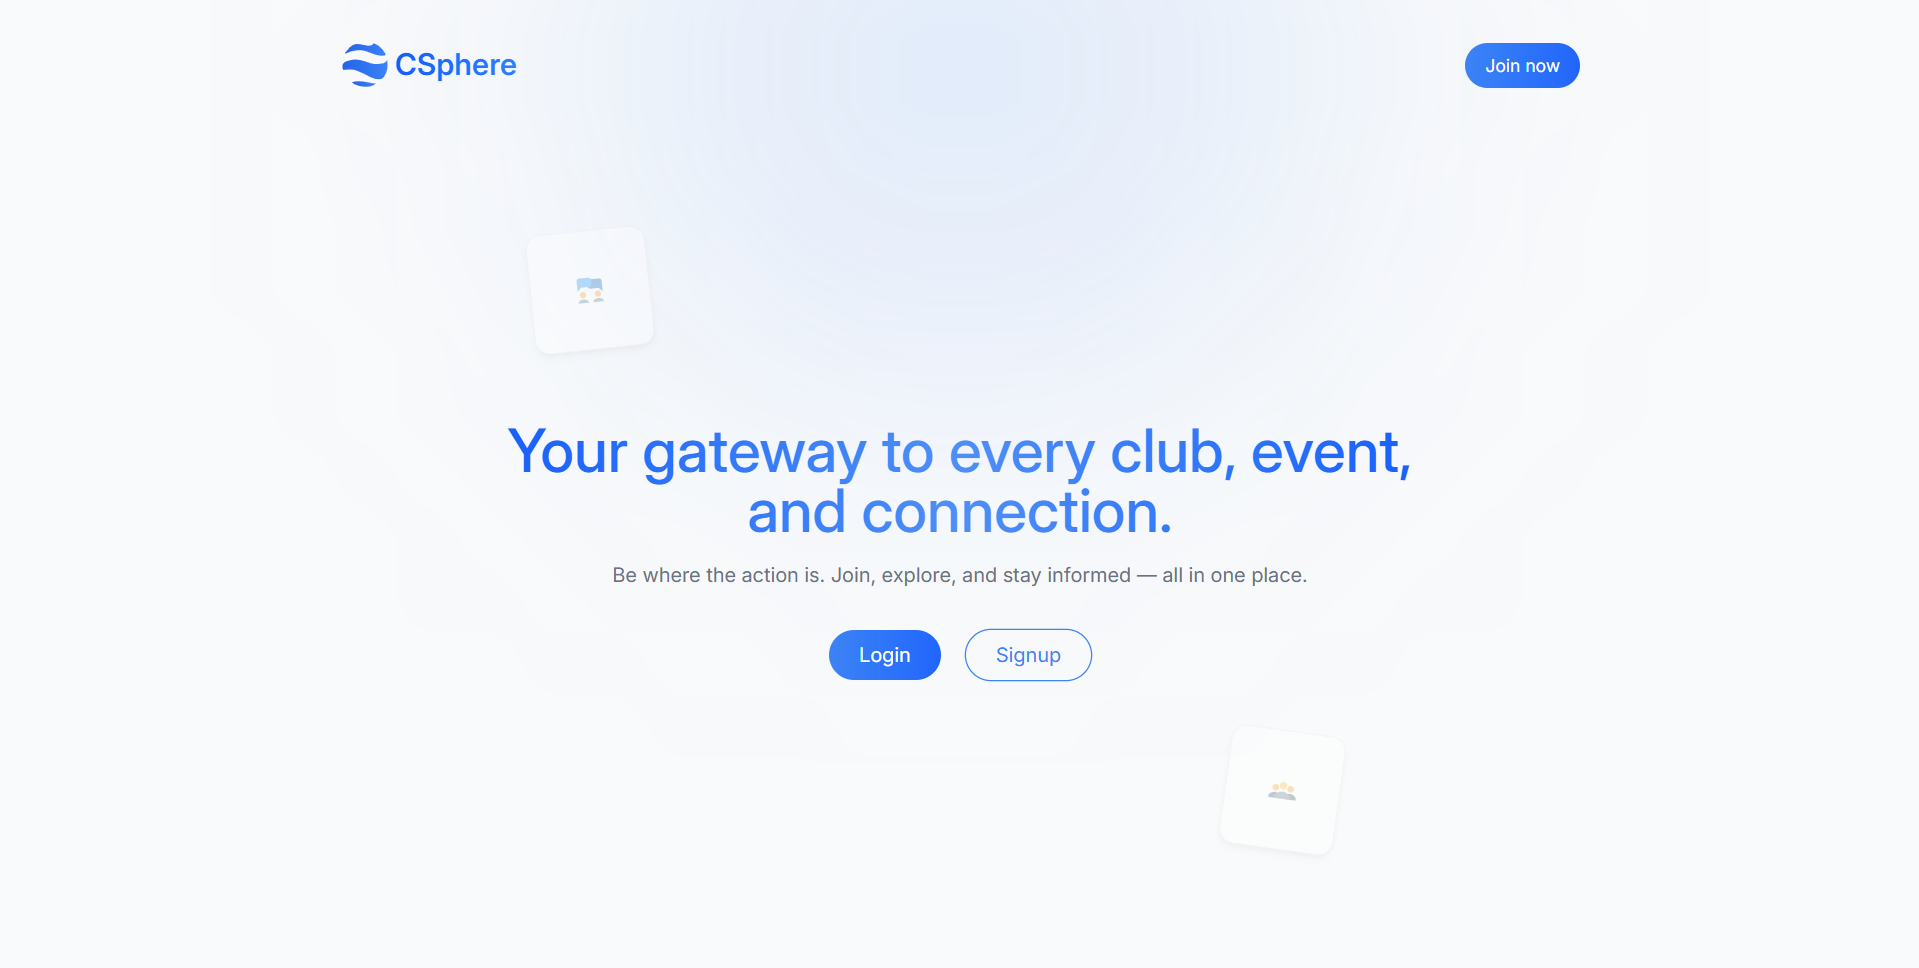 CSphere
Join now
Your gateway to every club, event,
and connection.
Be where the action is. Join, explore, and stay informed — all in one place.
Login
Signup